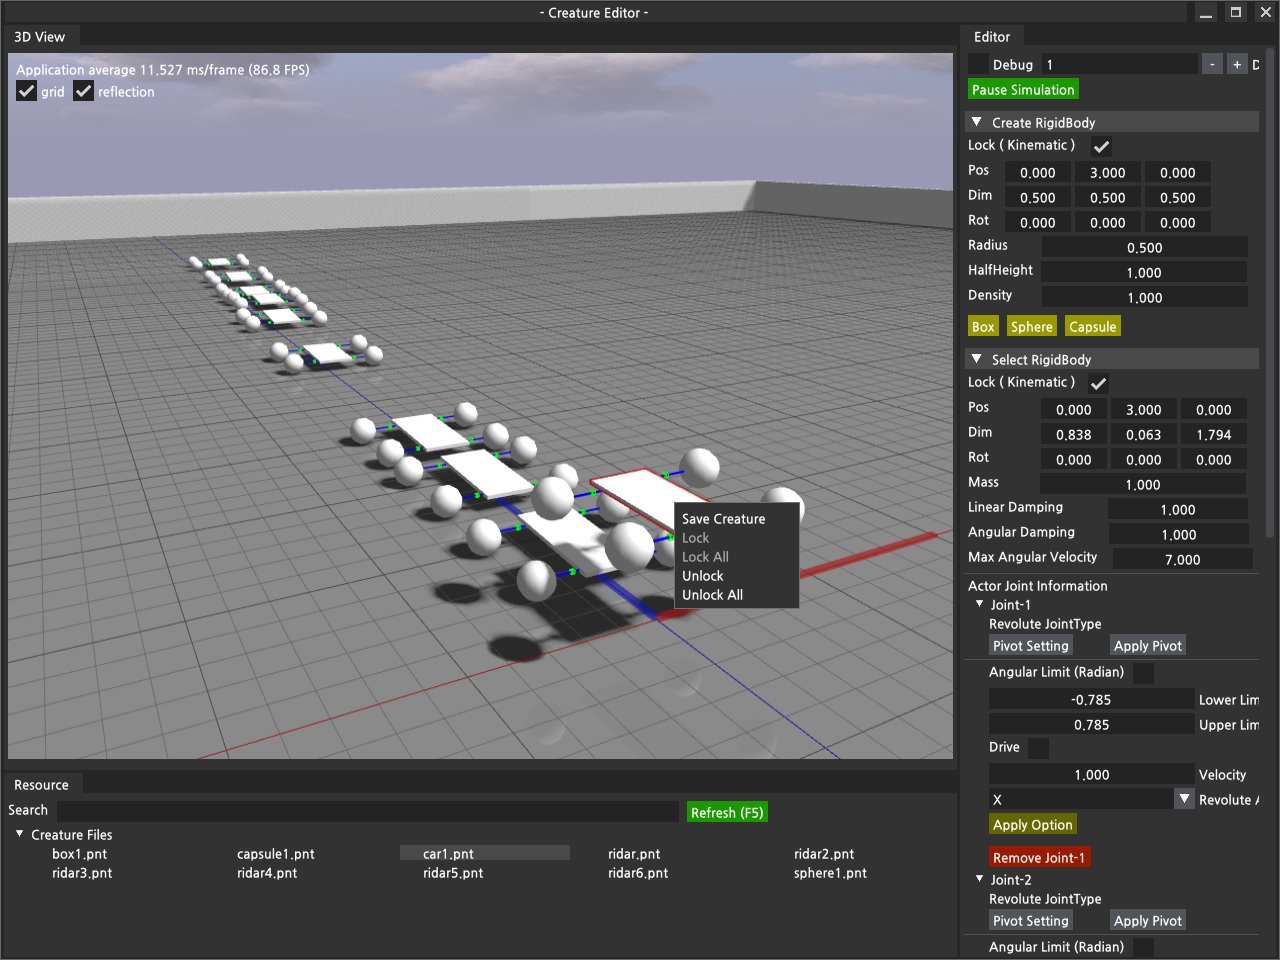 - Creature Editor -
3D View
Application average 11.527 ms/frame (86.8 FPS)
grid reflection
Save Creature
Lock
Lock All
Unlock
Unlock All
Resource
Search Refresh (F5)
Creature Files
box1.pnt capsule1.pnt car1.pnt ridar.pnt ridar2.pnt
ridar3.pnt ridar4.pnt ridar5.pnt ridar6.pnt sphere1.pnt
Editor
Debug 1 - + D
Pause Simulation
Create RigidBody
Lock ( Kinematic )
Pos 0.000 3.000 0.000
Dim 0.500 0.500 0.500
Rot 0.000 0.000 0.000
Radius 0.500
HalfHeight 1.000
Density 1.000
Box Sphere Capsule
Select RigidBody
Lock ( Kinematic )
Pos 0.000 3.000 0.000
Dim 0.838 0.063 1.794
Rot 0.000 0.000 0.000
Mass 1.000
Linear Damping 1.000
Angular Damping 1.000
Max Angular Velocity 7.000
Actor Joint Information
Joint-1
Revolute JointType
Pivot Setting Apply Pivot
Angular Limit (Radian)
-0.785 Lower Lim
0.785 Upper Lim
Drive
1.000 Velocity
X Revolute A
Apply Option
Remove Joint-1
Joint-2
Revolute JointType
Pivot Setting Apply Pivot
Angular Limit (Radian)